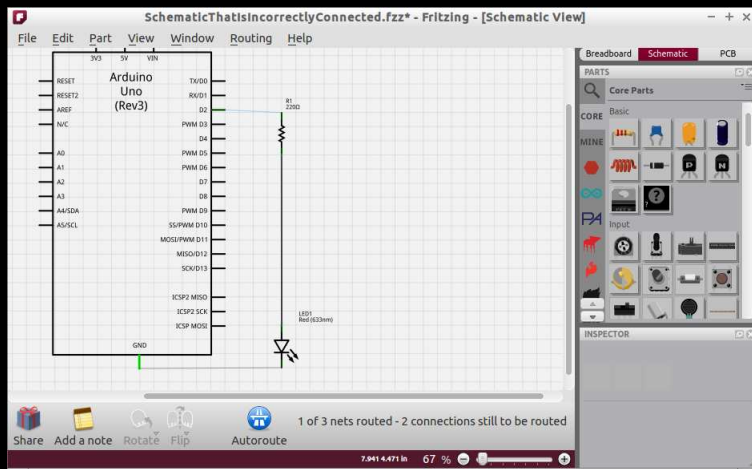 SchematicThatIsIncorrectlyConnected.fzz* - Fritzing - [Schematic View]
File Edit Part View Window Routing Help
Breadboard Schematic PCB
PARTS
Core Parts
CORE
MINE
Basic
Input
3V3 5V VIN
Arduino
Uno
(Rev3)
RESET
RESET2
AREF
N/C
A0
A1
A2
A3
A4/SDA
A5/SCL
TX/D0
RX/D1
D2
PWM D3
D4
PWM D5
PWM D6
D7
D8
PWM D9
SS/PWM D10
MOSI/PWM D11
MISO/D12
SCK/D13
ICSP2 MISO
ICSP2 SCK
ICSP MOSI
GND
R1
220Ω
LED1
Red (633nm)
P N
?
PA
INSPECTOR
Share Add a note Rotate Flip Autoroute
1 of 3 nets routed - 2 connections still to be routed
7.941 4.471 in 67 %